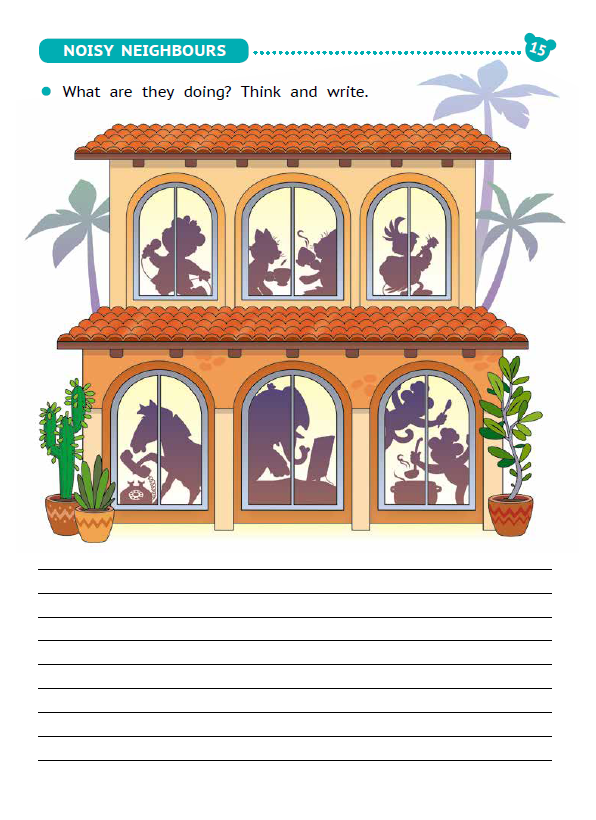 NOISY NEIGHBOURS
15
What are they doing? Think and write.